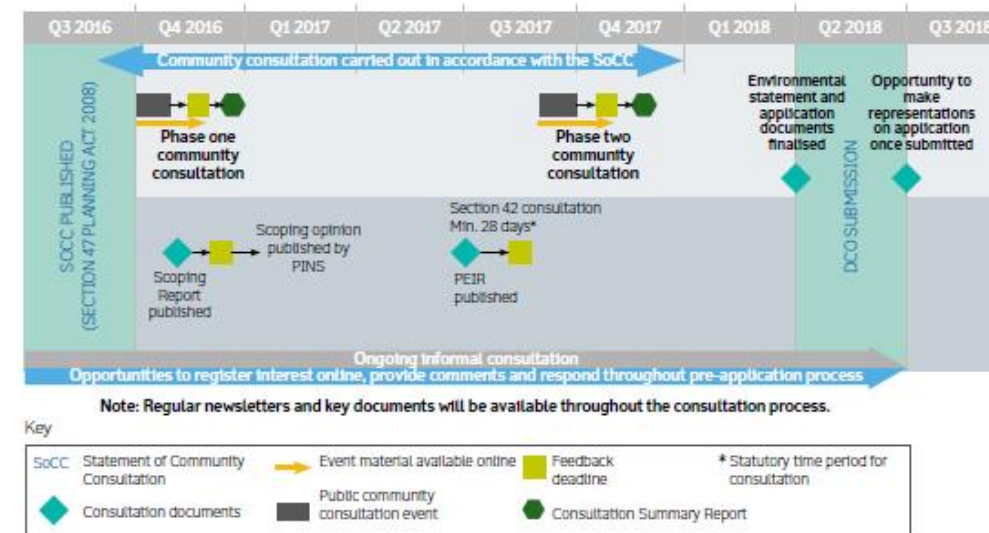 Q3 2016 Q4 2016 Q1 2017 Q2 2017 Q3 2017 Q4 2017 Q1 2018 Q2 2018 Q3 2018
Community consultation carried out in accordance with the SoCC
SOCC PUBLISHED
(SECTION 47 PLANNING ACT 2008)
Phase one
community
consultation
Phase two
community
consultation
Environmental
statement and
application
documents
finalised
Opportunity to
make
representations
on application
once submitted
DCO SUBMISSION
Scoping
Report
published
Scoping opinion
published by
PINS
Section 42 consultation
Min. 28 days*
PEIR
published
Ongoing informal consultation
Opportunities to register interest online, provide comments and respond throughout pre-application process
Note: Regular newsletters and key documents will be available throughout the consultation process.
Key
SoCC Statement of Community
Consultation
Consultation documents
Event material available online
Public community
consultation event
Feedback
deadline
Consultation Summary Report
* Statutory time period for
consultation